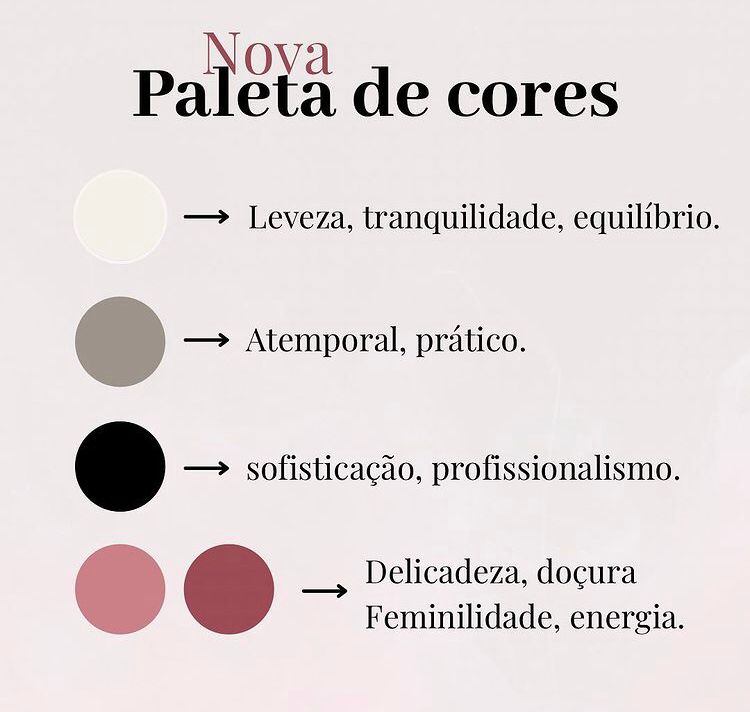 Nova
Paleta de cores
Leveza, tranquilidade, equilíbrio.
Atemporal, prático.
sofisticação, profissionalismo.
Delicadeza, doçura
Feminilidade, energia.